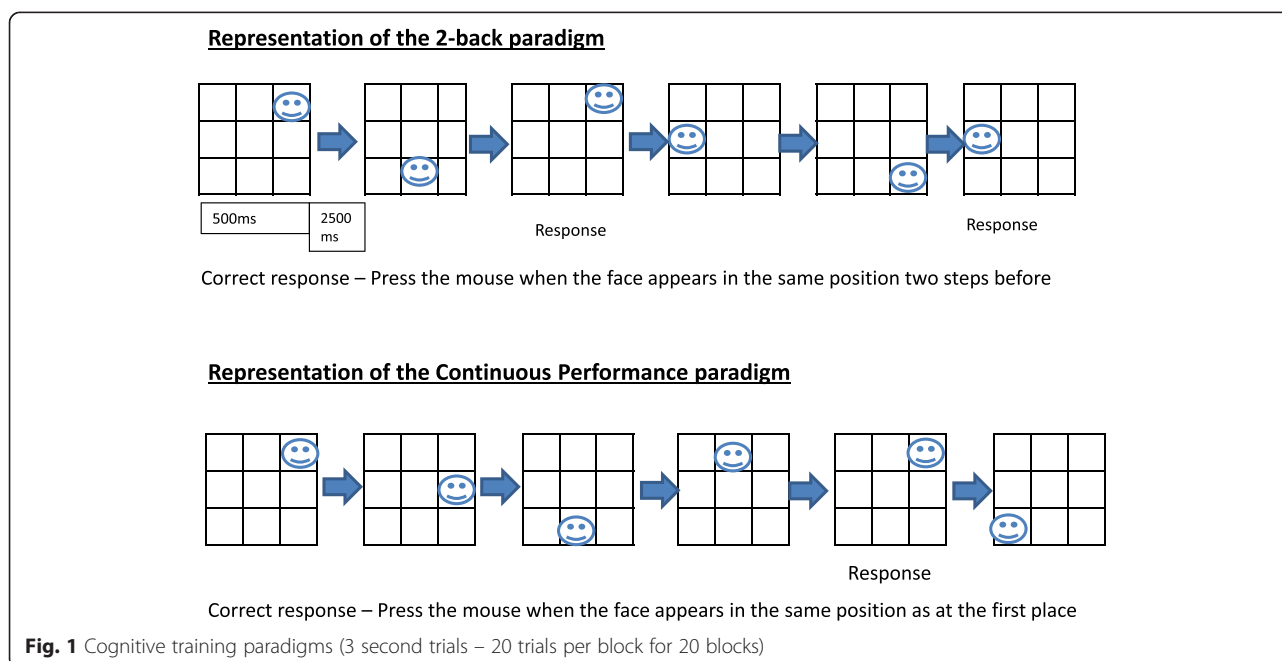 Representation of the 2-back paradigm
500ms
2500
ms
Response
Response
Correct response – Press the mouse when the face appears in the same position two steps before
Representation of the Continuous Performance paradigm
Response
Correct response – Press the mouse when the face appears in the same position as at the first place
Fig. 1 Cognitive training paradigms (3 second trials – 20 trials per block for 20 blocks)